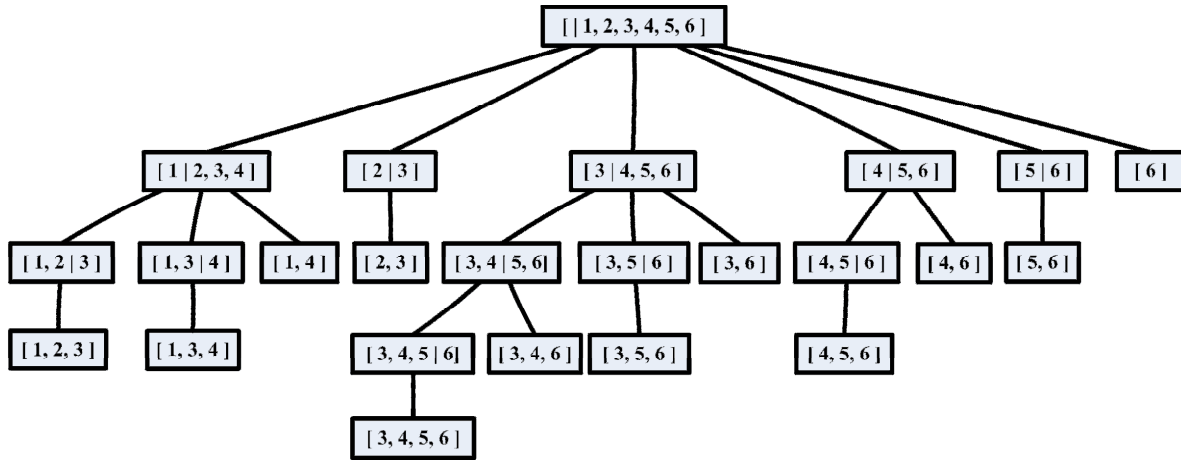 [ | 1, 2, 3, 4, 5, 6 ]
[ 1 | 2, 3, 4 ] [ 2 | 3 ] [ 3 | 4, 5, 6 ] [ 4 | 5, 6 ] [ 5 | 6 ] [ 6 ]
[ 1, 2 | 3 ] [ 1, 3 | 4 ] [ 1, 4 ] [ 2, 3 ] [ 3, 4 | 5, 6] [ 3, 5 | 6 ] [ 3, 6 ] [ 4, 5 | 6 ] [ 4, 6 ] [ 5, 6 ]
[ 1, 2, 3 ] [ 1, 3, 4 ] [ 3, 4, 5 | 6] [ 3, 4, 6 ] [ 3, 5, 6 ] [ 4, 5, 6 ]
[ 3, 4, 5, 6 ]